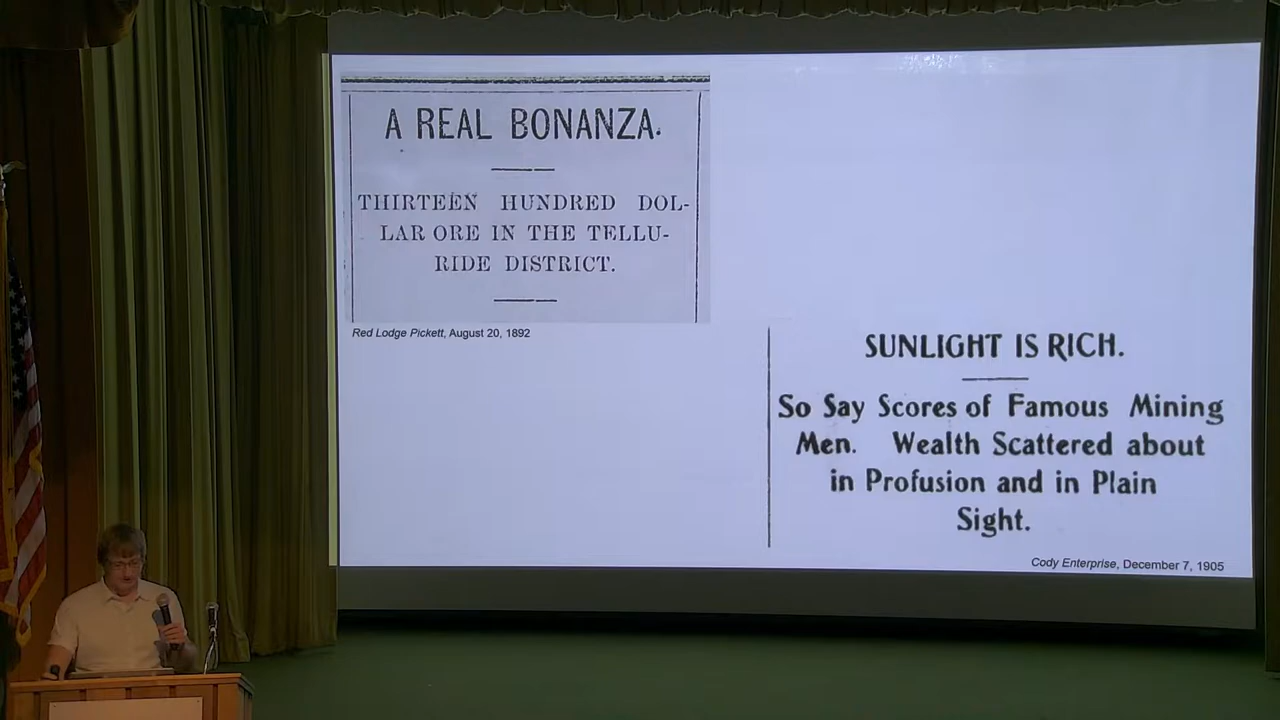 A REAL BONANZA.
THIRTEEN HUNDRED DOL-
LAR ORE IN THE TELLU-
RIDE DISTRICT.
Red Lodge Pickett, August 20, 1892
SUNLIGHT IS RICH.
So Say Scores of Famous Mining
Men. Wealth Scattered about
in Profusion and in Plain
Sight.
Cody Enterprise, December 7, 1905